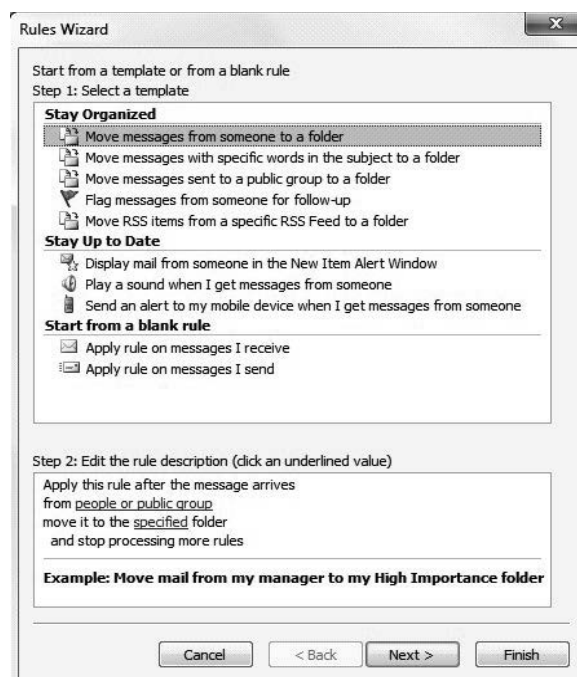 Rules Wizard
x
Start from a template or from a blank rule
Step 1: Select a template
Stay Organized
Move messages from someone to a folder
Move messages with specific words in the subject to a folder
Move messages sent to a public group to a folder
Flag messages from someone for follow-up
Move RSS items from a specific RSS Feed to a folder
Stay Up to Date
Display mail from someone in the New Item Alert Window
Play a sound when I get messages from someone
Send an alert to my mobile device when I get messages from someone
Start from a blank rule
Apply rule on messages I receive
Apply rule on messages I send
Step 2: Edit the rule description (click an underlined value)
Apply this rule after the message arrives
from people or public group
move it to the specified folder
and stop processing more rules
Example: Move mail from my manager to my High Importance folder
Cancel < Back Next > Finish